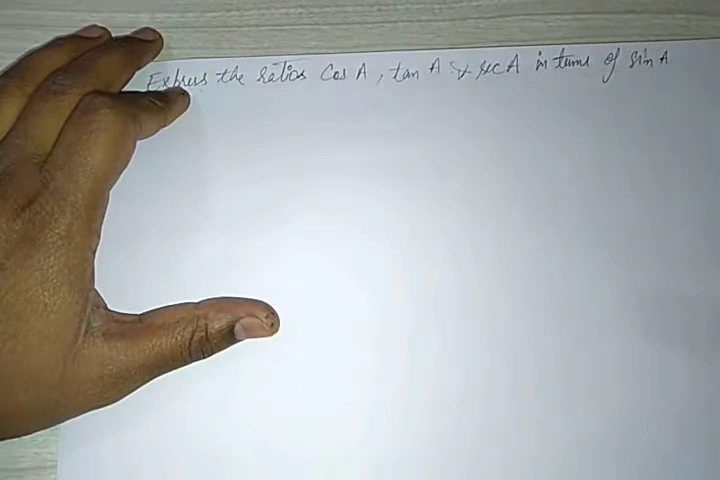 Express the ratios Cos A, tan A & sec A in terms of sin A